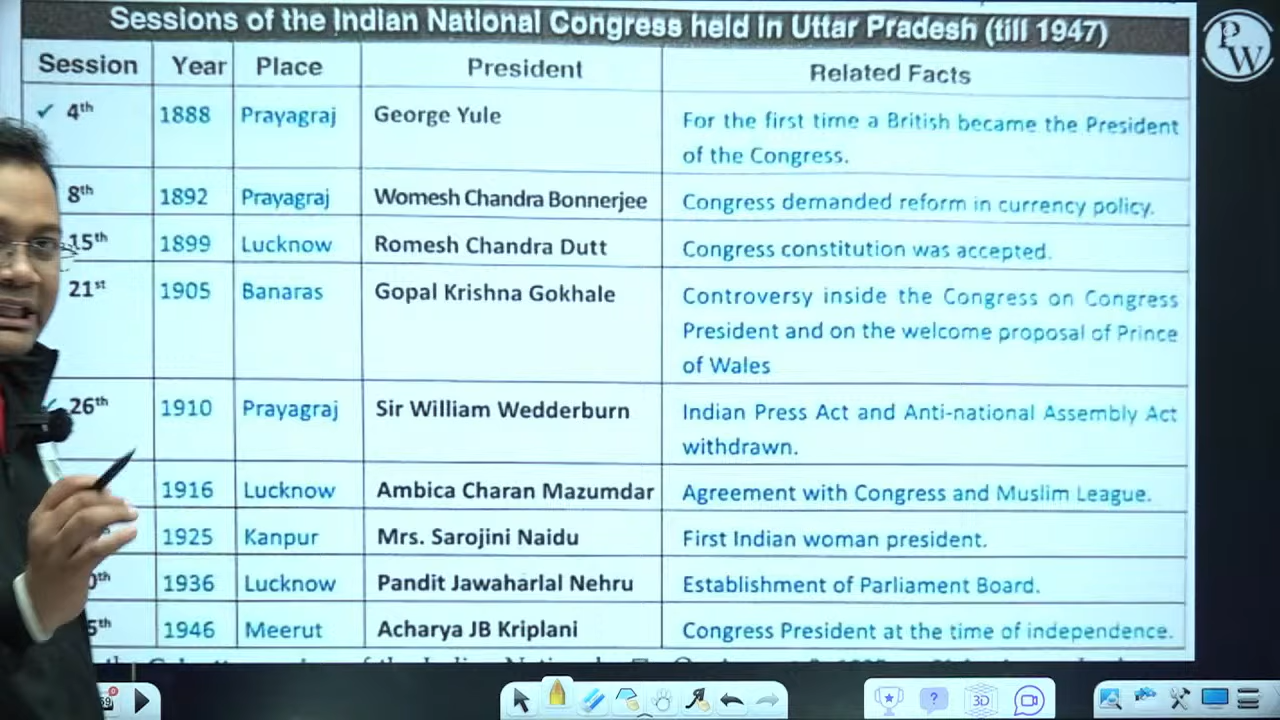 Sessions of the Indian National Congress held in Uttar Pradesh (till 1947)
Session Year Place President Related Facts
4th 1888 Prayagraj George Yule For the first time a British became the President
of the Congress.
8th 1892 Prayagraj Womesh Chandra Bonnerjee Congress demanded reform in currency policy.
15th 1899 Lucknow Romesh Chandra Dutt Congress constitution was accepted.
21st 1905 Banaras Gopal Krishna Gokhale Controversy inside the Congress on Congress
President and on the welcome proposal of Prince
of Wales
26th 1910 Prayagraj Sir William Wedderburn Indian Press Act and Anti-national Assembly Act
withdrawn.
1916 Lucknow Ambica Charan Mazumdar Agreement with Congress and Muslim League.
1925 Kanpur Mrs. Sarojini Naidu First Indian woman president.
0th 1936 Lucknow Pandit Jawaharlal Nehru Establishment of Parliament Board.
5th 1946 Meerut Acharya JB Kriplani Congress President at the time of independence.
PW
3D